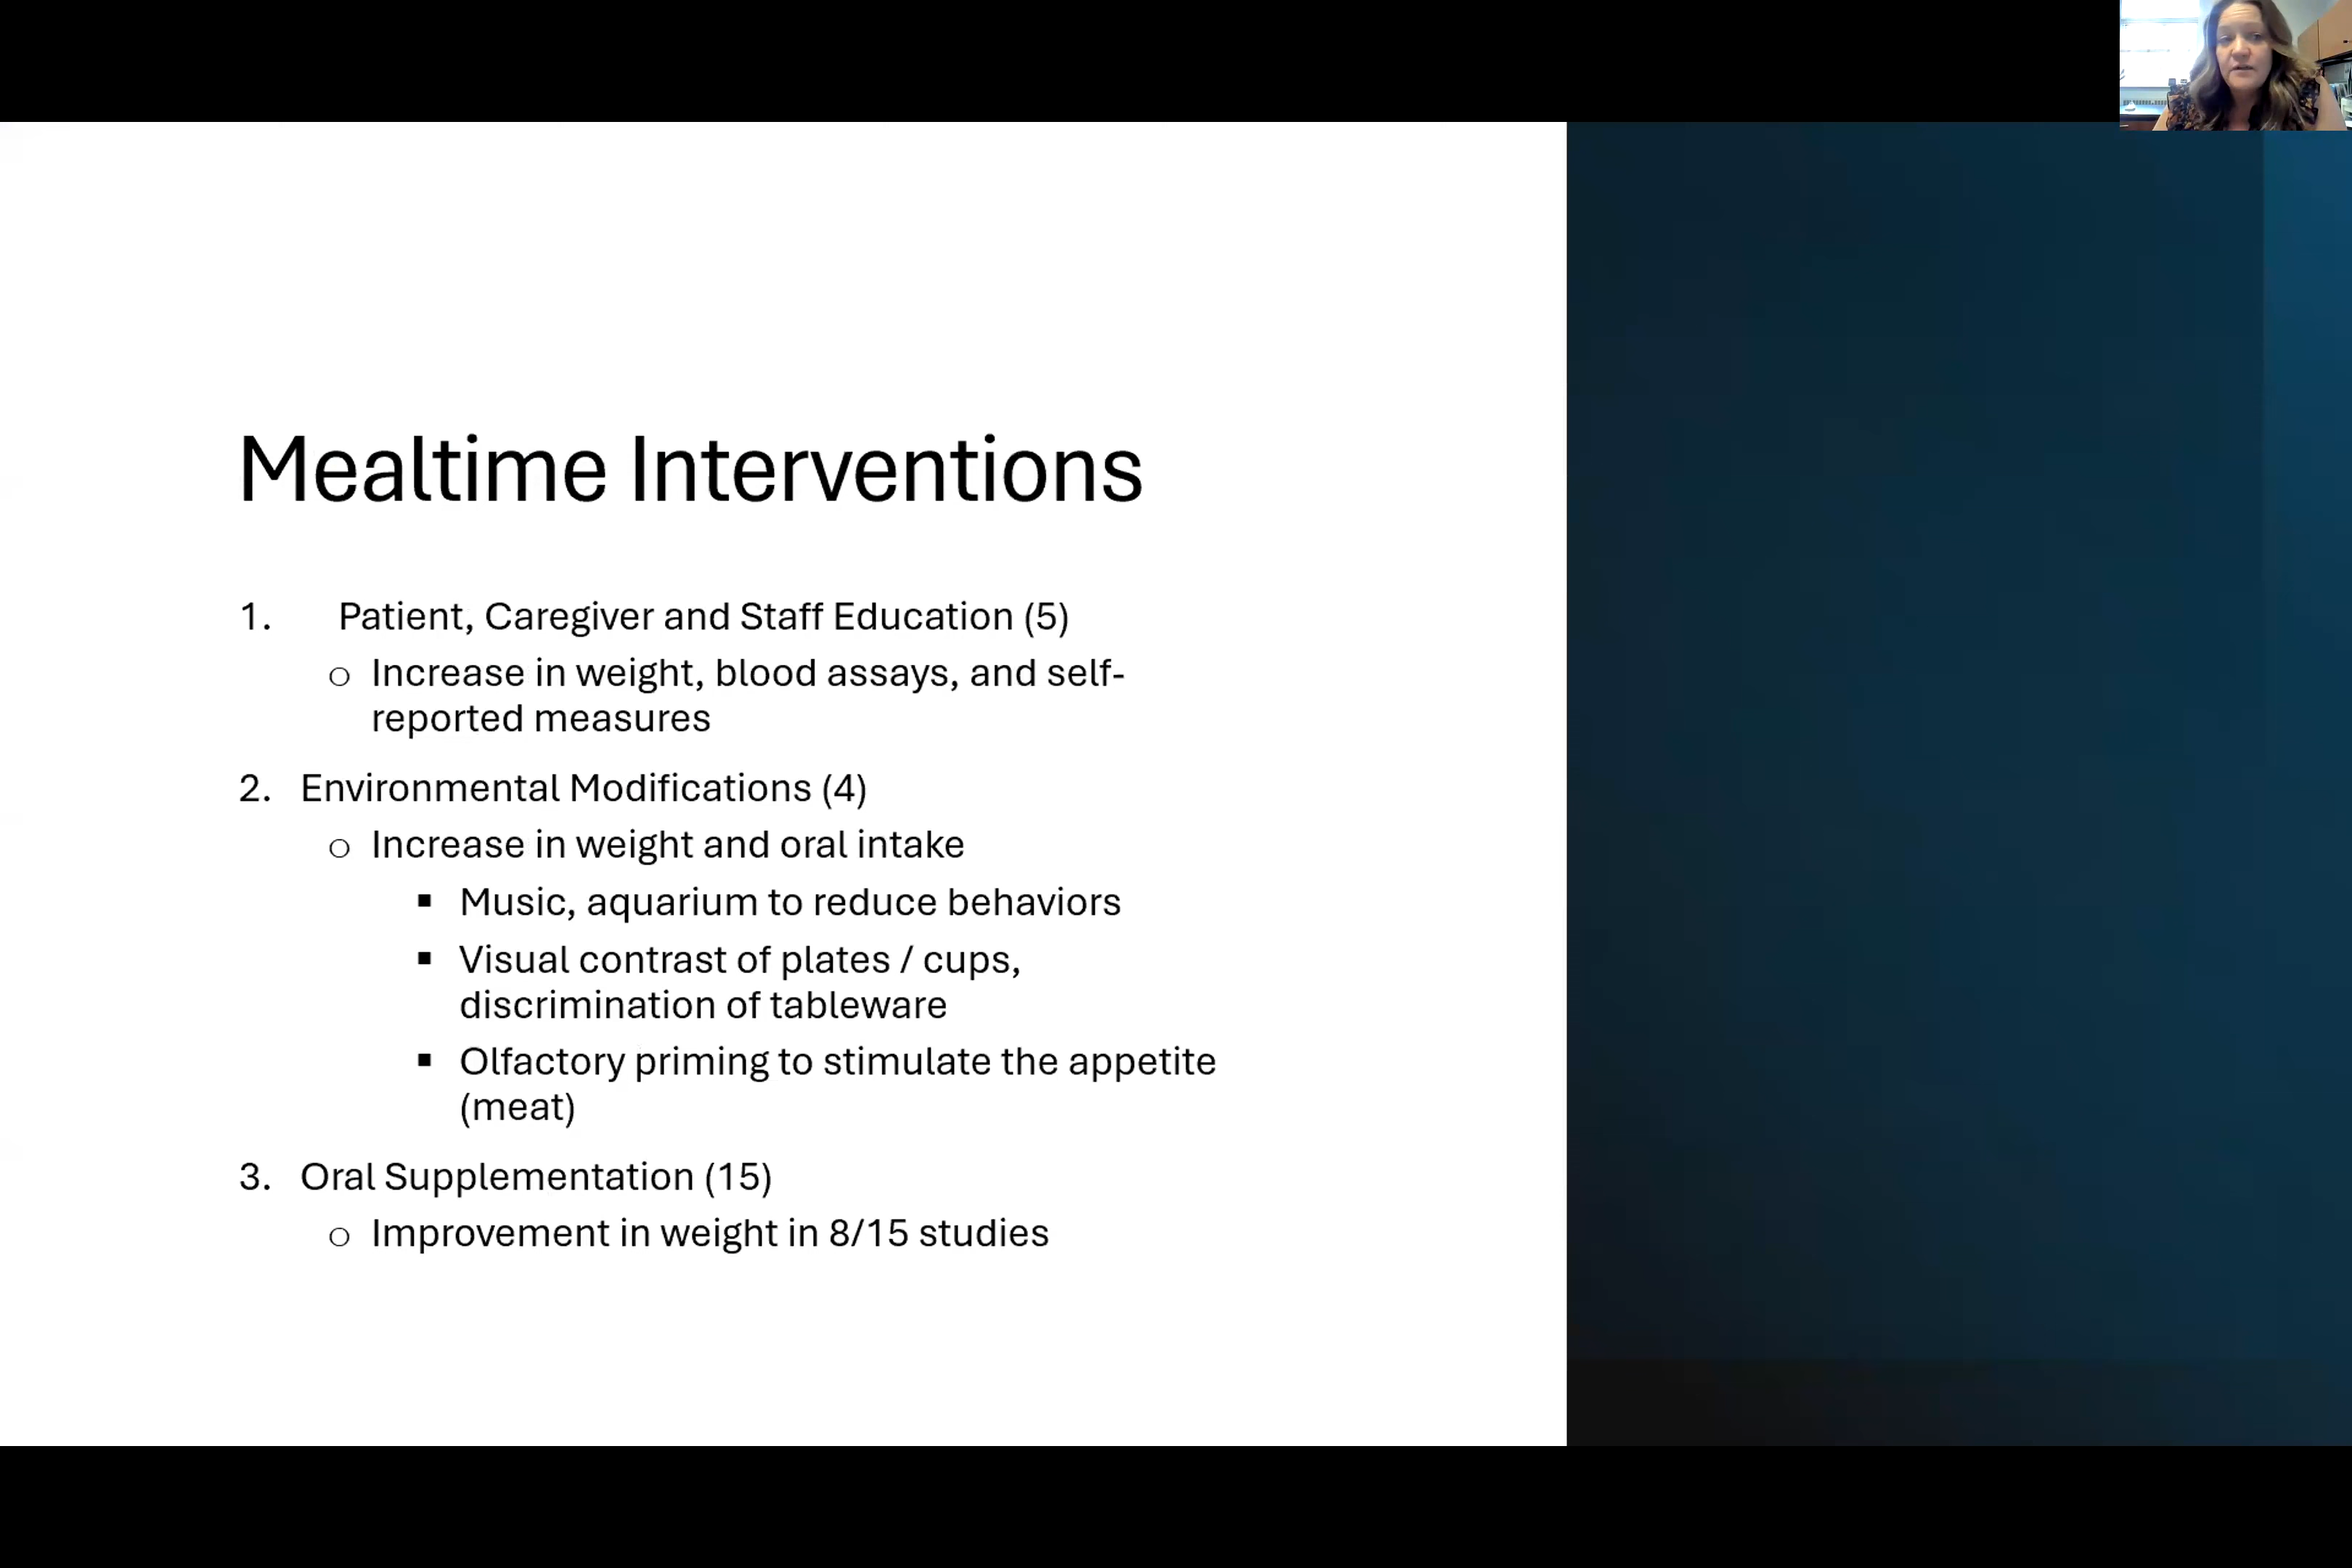 Mealtime Interventions
1. Patient, Caregiver and Staff Education (5)
o Increase in weight, blood assays, and self-
reported measures
2. Environmental Modifications (4)
o Increase in weight and oral intake
▪ Music, aquarium to reduce behaviors
▪ Visual contrast of plates / cups,
discrimination of tableware
▪ Olfactory priming to stimulate the appetite
(meat)
3. Oral Supplementation (15)
o Improvement in weight in 8/15 studies